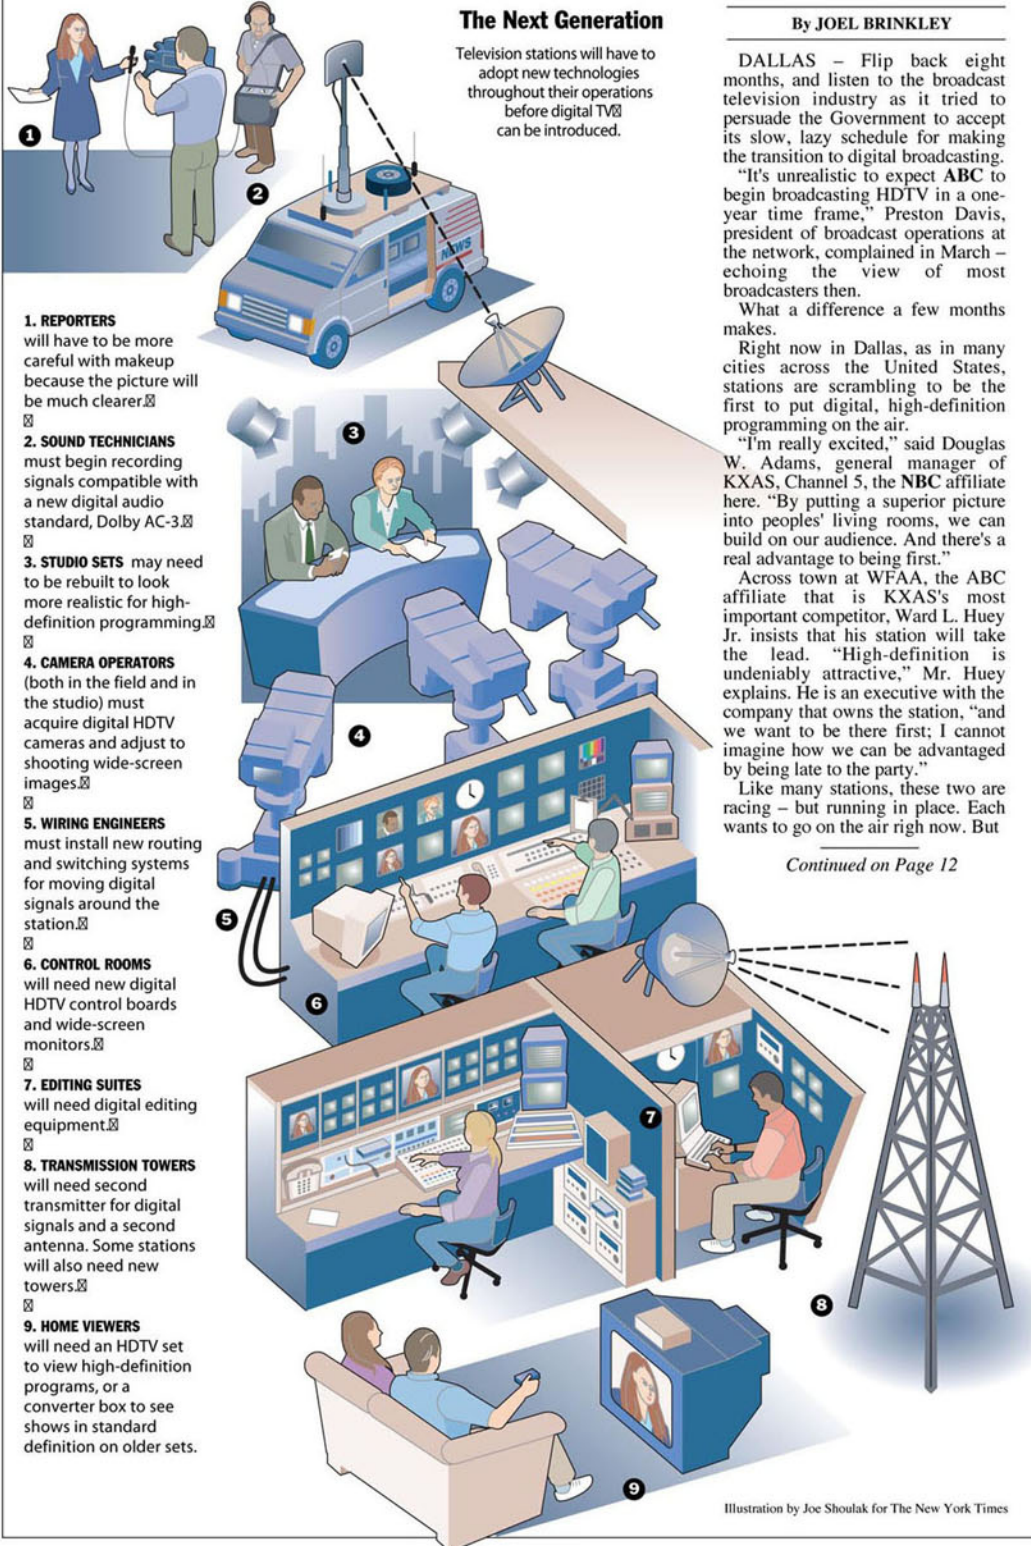 The Next Generation
Television stations will have to
adopt new technologies
throughout their operations
before digital TV☒
can be introduced.
1
2
NEWS
1. REPORTERS
will have to be more
careful with makeup
because the picture will
be much clearer.☒
☒
2. SOUND TECHNICIANS
must begin recording
signals compatible with
a new digital audio
standard, Dolby AC-3.☒
☒
3. STUDIO SETS may need
to be rebuilt to look
more realistic for high-
definition programming.☒
☒
4. CAMERA OPERATORS
(both in the field and in
the studio) must
acquire digital HDTV
cameras and adjust to
shooting wide-screen
images.☒
☒
5. WIRING ENGINEERS
must install new routing
and switching systems
for moving digital
signals around the
station.☒
☒
6. CONTROL ROOMS
will need new digital
HDTV control boards
and wide-screen
monitors.☒
☒
7. EDITING SUITES
will need digital editing
equipment.☒
☒
8. TRANSMISSION TOWERS
will need second
transmitter for digital
signals and a second
antenna. Some stations
will also need new
towers.☒
☒
9. HOME VIEWERS
will need an HDTV set
to view high-definition
programs, or a
converter box to see
shows in standard
definition on older sets.
3
4
5
6
7
8
9
By JOEL BRINKLEY
DALLAS – Flip back eight
months, and listen to the broadcast
television industry as it tried to
persuade the Government to accept
its slow, lazy schedule for making
the transition to digital broadcasting.
"It's unrealistic to expect ABC to
begin broadcasting HDTV in a one-
year time frame," Preston Davis,
president of broadcast operations at
the network, complained in March –
echoing the view of most
broadcasters then.
What a difference a few months
makes.
Right now in Dallas, as in many
cities across the United States,
stations are scrambling to be the
first to put digital, high-definition
programming on the air.
"I'm really excited," said Douglas
W. Adams, general manager of
KXAS, Channel 5, the NBC affiliate
here. "By putting a superior picture
into peoples' living rooms, we can
build on our audience. And there's a
real advantage to being first."
Across town at WFAA, the ABC
affiliate that is KXAS's most
important competitor, Ward L. Huey
Jr. insists that his station will take
the lead. "High-definition is
undeniably attractive," Mr. Huey
explains. He is an executive with the
company that owns the station, "and
we want to be there first; I cannot
imagine how we can be advantaged
by being late to the party."
Like many stations, these two are
racing – but running in place. Each
wants to go on the air righ now. But
Continued on Page 12
Illustration by Joe Shoulak for The New York Times